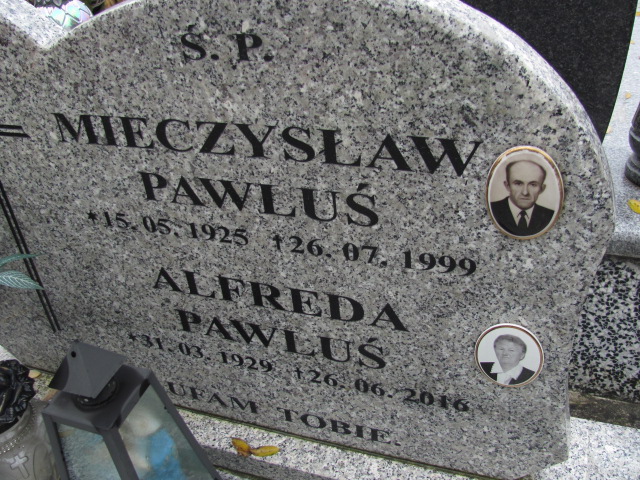 Ś. P.
MIECZYSŁAW
PAWLUŚ
*15.05.1925 †26.07.1999
ALFREDA
PAWLUŚ
*31.03.1929 †26.06.2016
UFAM TOBIE.